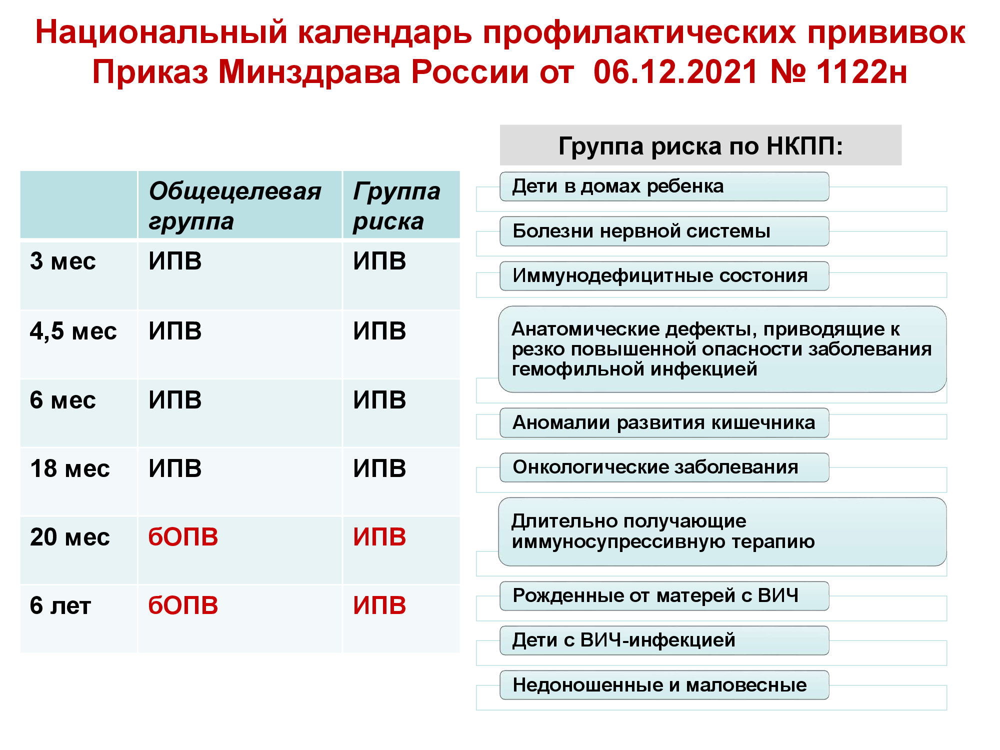 Национальный календарь профилактических прививок
Приказ Минздрава России от 06.12.2021 № 1122н
Общецелевая группа
Группа риска
3 мес ИПВ ИПВ
4,5 мес ИПВ ИПВ
6 мес ИПВ ИПВ
18 мес ИПВ ИПВ
20 мес бОПВ ИПВ
6 лет бОПВ ИПВ
Группа риска по НКПП:
Дети в домах ребенка
Болезни нервной системы
Иммунодефицитные состония
Анатомические дефекты, приводящие к
резко повышенной опасности заболевания
гемофильной инфекцией
Аномалии развития кишечника
Онкологические заболевания
Длительно получающие
иммуносупрессивную терапию
Рожденные от матерей с ВИЧ
Дети с ВИЧ-инфекцией
Недоношенные и маловесные